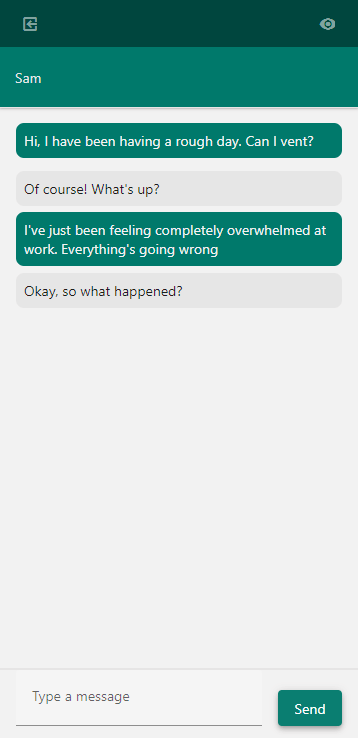 Sam
Hi, I have been having a rough day. Can I vent?
Of course! What's up?
I've just been feeling completely overwhelmed at
work. Everything's going wrong
Okay, so what happened?
Type a message
Send